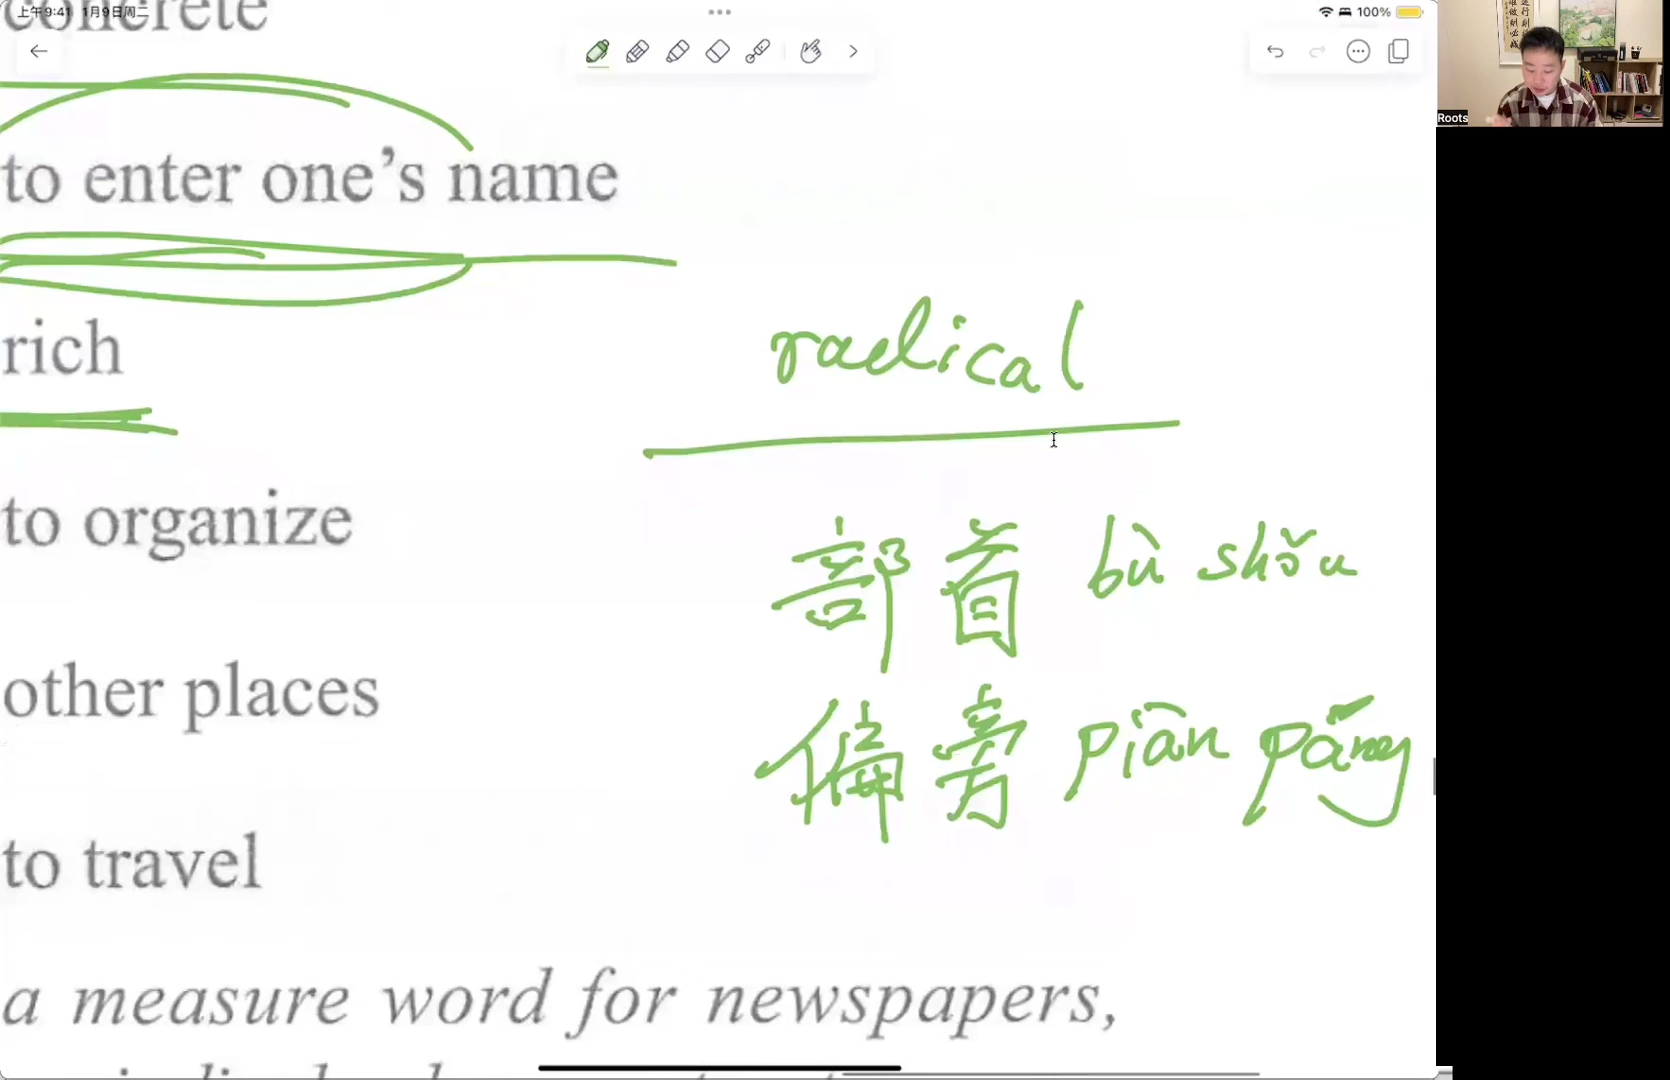 concrete
上午9:41 1月9日周二
100%
Roots
to enter one's name
rich
radical
to organize
部首 bù shǒu
other places
偏旁 piān páng
to travel
a measure word for newspapers,